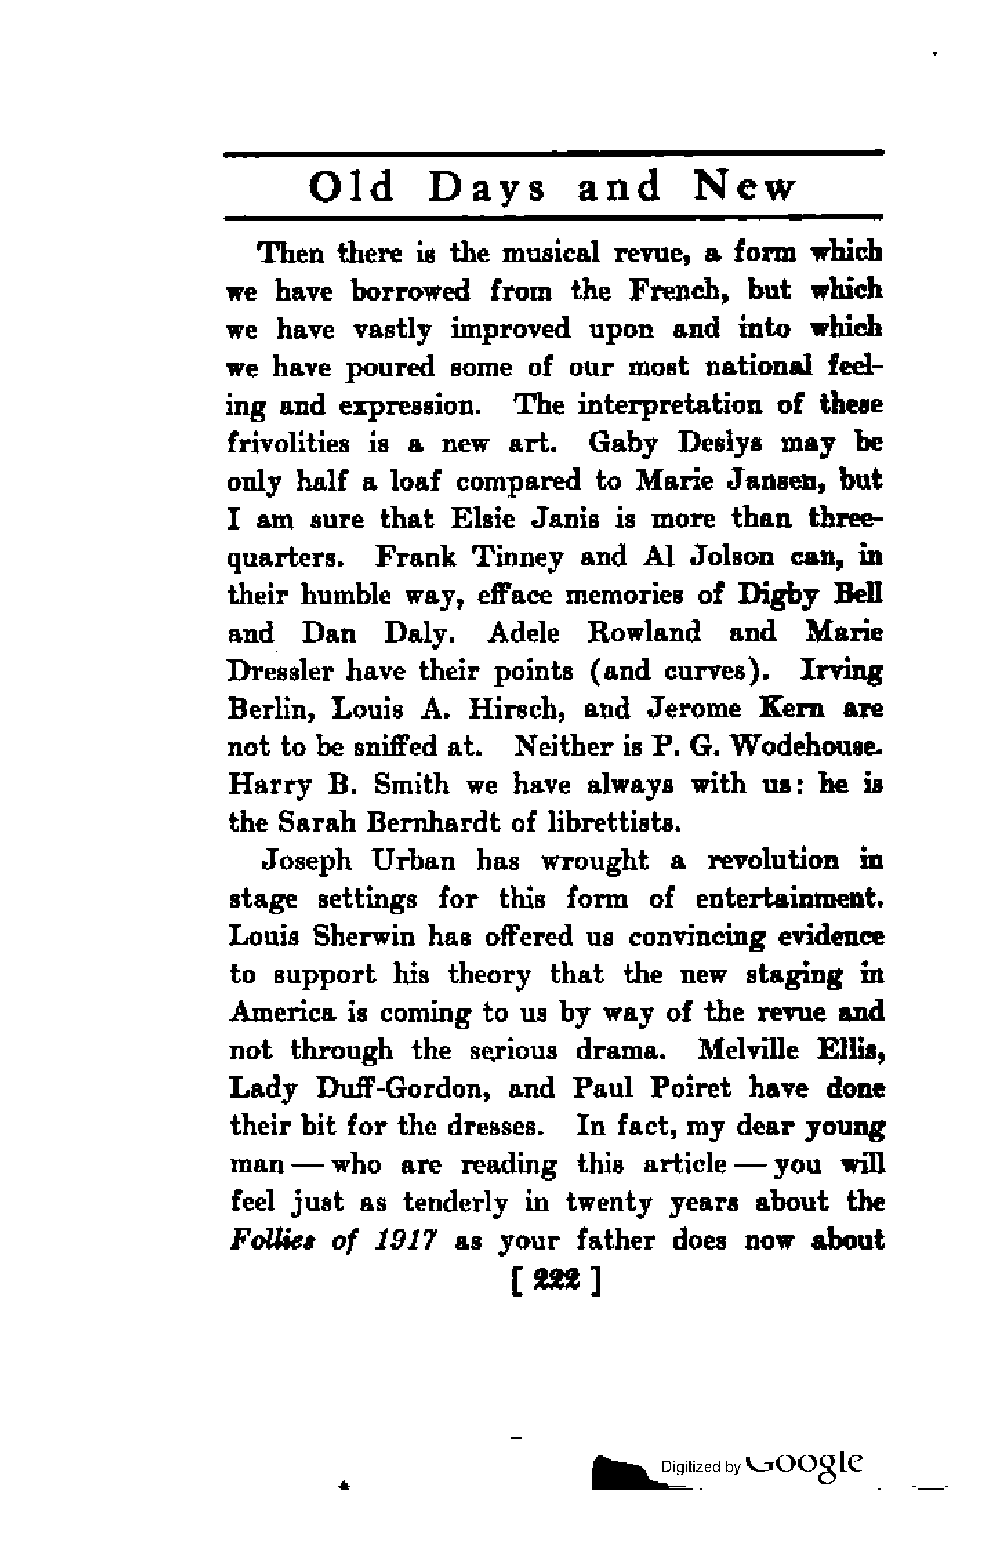 Old Days and New
Then there is the musical revue, a form which
we have borrowed from the French, but which
we have vastly improved upon and into which
we have poured some of our most national feel-
ing and expression. The interpretation of these
frivolities is a new art. Gaby Deslys may be
only half a loaf compared to Marie Jansen, but
I am sure that Elsie Janis is more than three-
quarters. Frank Tinney and Al Jolson can, in
their humble way, efface memories of Digby Bell
and Dan Daly. Adele Rowland and Marie
Dressler have their points (and curves). Irving
Berlin, Louis A. Hirsch, and Jerome Kern are
not to be sniffed at. Neither is P. G. Wodehouse.
Harry B. Smith we have always with us: he is
the Sarah Bernhardt of librettists.
Joseph Urban has wrought a revolution in
stage settings for this form of entertainment.
Louis Sherwin has offered us convincing evidence
to support his theory that the new staging in
America is coming to us by way of the revue and
not through the serious drama. Melville Ellis,
Lady Duff-Gordon, and Paul Poiret have done
their bit for the dresses. In fact, my dear young
man — who are reading this article — you will
feel just as tenderly in twenty years about the
Follies of 1917 as your father does now about
[ 222 ]
Digitized by Google